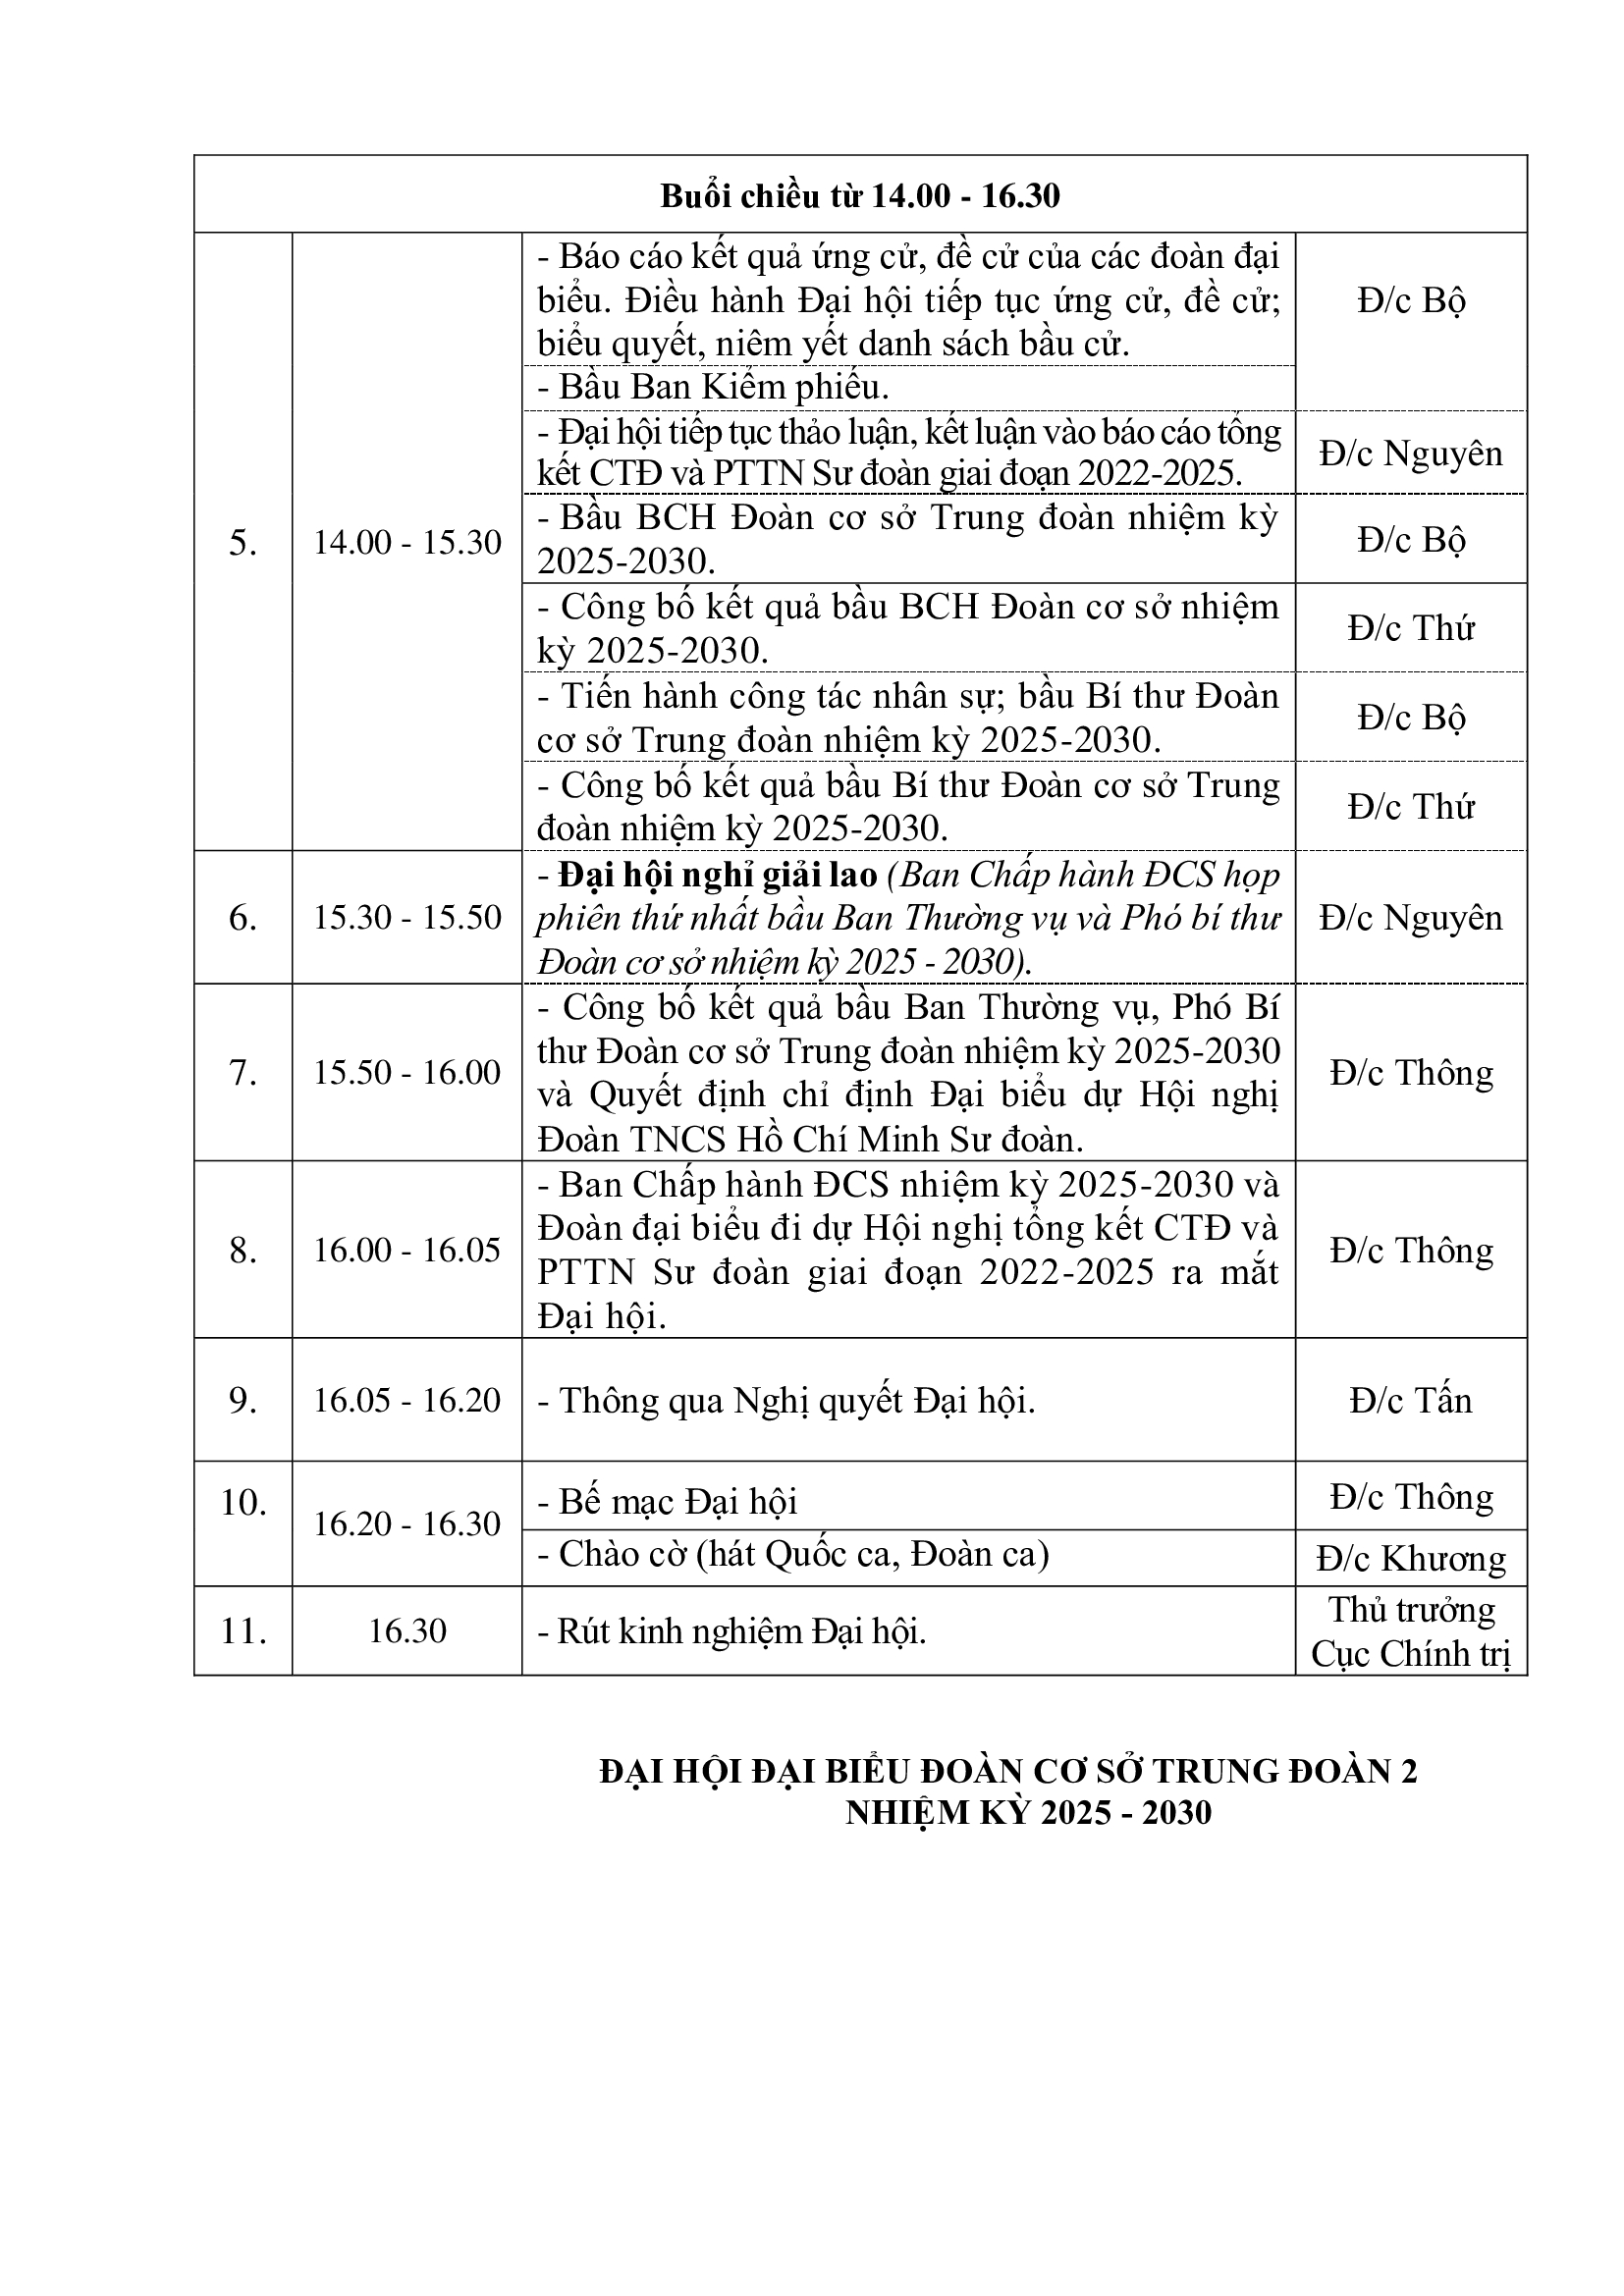 Buổi chiều từ 14.00 - 16.30
5.
14.00 - 15.30
- Báo cáo kết quả ứng cử, đề cử của các đoàn đại
biểu. Điều hành Đại hội tiếp tục ứng cử, đề cử;
biểu quyết, niêm yết danh sách bầu cử.
Đ/c Bộ
- Bầu Ban Kiểm phiếu.
- Đại hội tiếp tục thảo luận, kết luận vào báo cáo tổng
kết CTĐ và PTTN Sư đoàn giai đoạn 2022-2025.
Đ/c Nguyên
- Bầu BCH Đoàn cơ sở Trung đoàn nhiệm kỳ
2025-2030.
Đ/c Bộ
- Công bố kết quả bầu BCH Đoàn cơ sở nhiệm
kỳ 2025-2030.
Đ/c Thứ
- Tiến hành công tác nhân sự; bầu Bí thư Đoàn
cơ sở Trung đoàn nhiệm kỳ 2025-2030.
Đ/c Bộ
- Công bố kết quả bầu Bí thư Đoàn cơ sở Trung
đoàn nhiệm kỳ 2025-2030.
Đ/c Thứ
6.
15.30 - 15.50
- Đại hội nghỉ giải lao (Ban Chấp hành ĐCS họp
phiên thứ nhất bầu Ban Thường vụ và Phó bí thư
Đoàn cơ sở nhiệm kỳ 2025 - 2030).
Đ/c Nguyên
7.
15.50 - 16.00
- Công bố kết quả bầu Ban Thường vụ, Phó Bí
thư Đoàn cơ sở Trung đoàn nhiệm kỳ 2025-2030
và Quyết định chỉ định Đại biểu dự Hội nghị
Đoàn TNCS Hồ Chí Minh Sư đoàn.
Đ/c Thông
8.
16.00 - 16.05
- Ban Chấp hành ĐCS nhiệm kỳ 2025-2030 và
Đoàn đại biểu đi dự Hội nghị tổng kết CTĐ và
PTTN Sư đoàn giai đoạn 2022-2025 ra mắt
Đại hội.
Đ/c Thông
9.
16.05 - 16.20
- Thông qua Nghị quyết Đại hội.
Đ/c Tấn
10.
16.20 - 16.30
- Bế mạc Đại hội
Đ/c Thông
- Chào cờ (hát Quốc ca, Đoàn ca)
Đ/c Khương
11.
16.30
- Rút kinh nghiệm Đại hội.
Thủ trưởng
Cục Chính trị
ĐẠI HỘI ĐẠI BIỂU ĐOÀN CƠ SỞ TRUNG ĐOÀN 2
NHIỆM KỲ 2025 - 2030